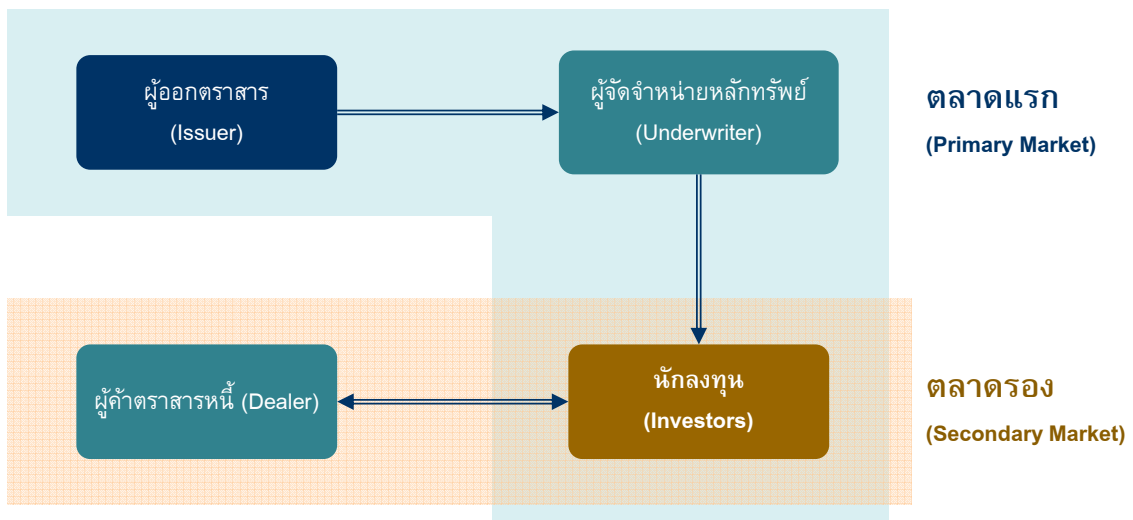 ผู้ออกตราสาร
(Issuer)
ผู้จัดจำหน่ายหลักทรัพย์
(Underwriter)
ตลาดแรก
(Primary Market)
ผู้ค้าตราสารหนี้ (Dealer)
นักลงทุน
(Investors)
ตลาดรอง
(Secondary Market)